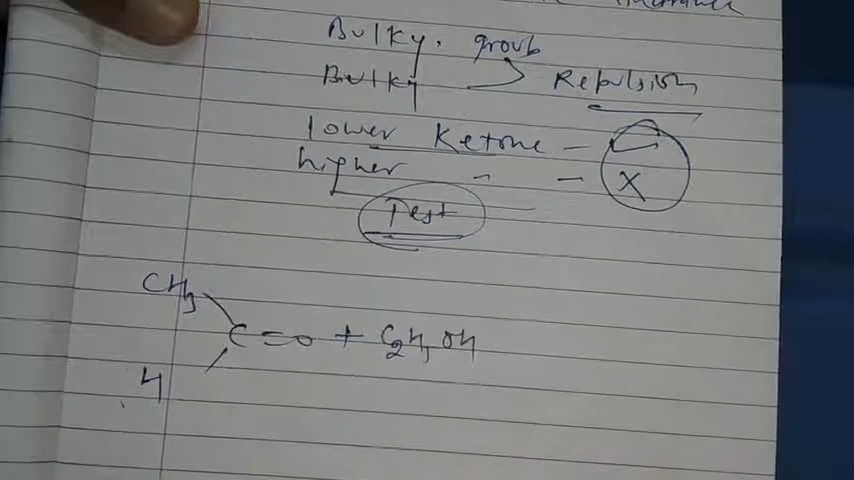 Bulky. group
Bulky > Repulsion
lower Ketone - ✓
higher " - X
Test
CH3
C=O + C2H5OH
H